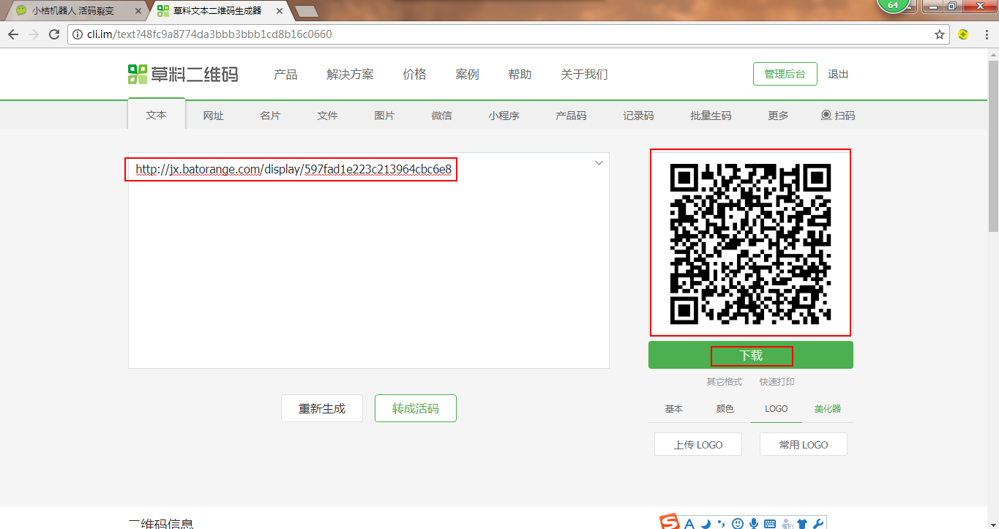 小桔机器人 活码裂变
草料文本二维码生成器
64
cli.im/text?48fc9a8774da3bbb3bbb1cd8b16c0660
草料二维码 产品 解决方案 价格 案例 帮助 关于我们 管理后台 退出
文本 网址 名片 文件 图片 微信 小程序 产品码 记录码 批量生码 更多 扫码
http://jx.batorange.com/display/597fad1e223c213964cbc6e8
下载
其它格式 快速打印
重新生成 转成活码
基本 颜色 LOGO 美化器
上传 LOGO 常用 LOGO
二维码信息
S A